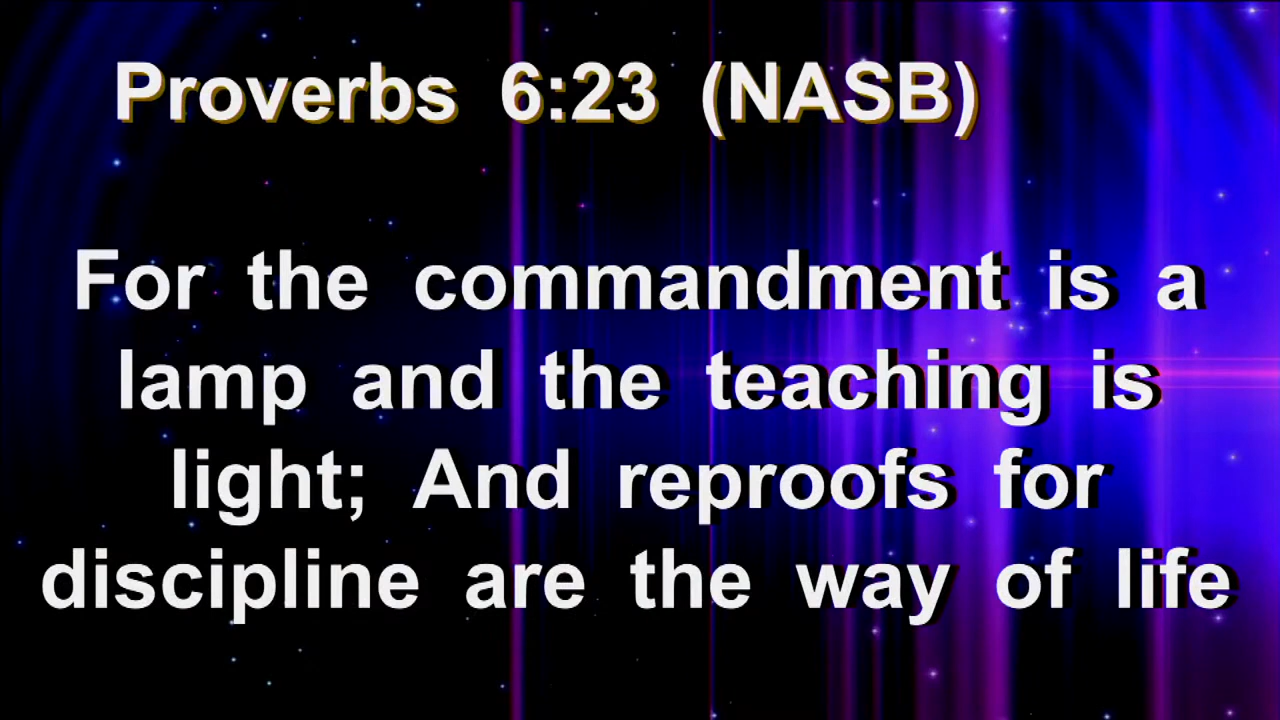 Proverbs 6:23 (NASB)
For the commandment is a
lamp and the teaching is
light; And reproofs for
discipline are the way of life